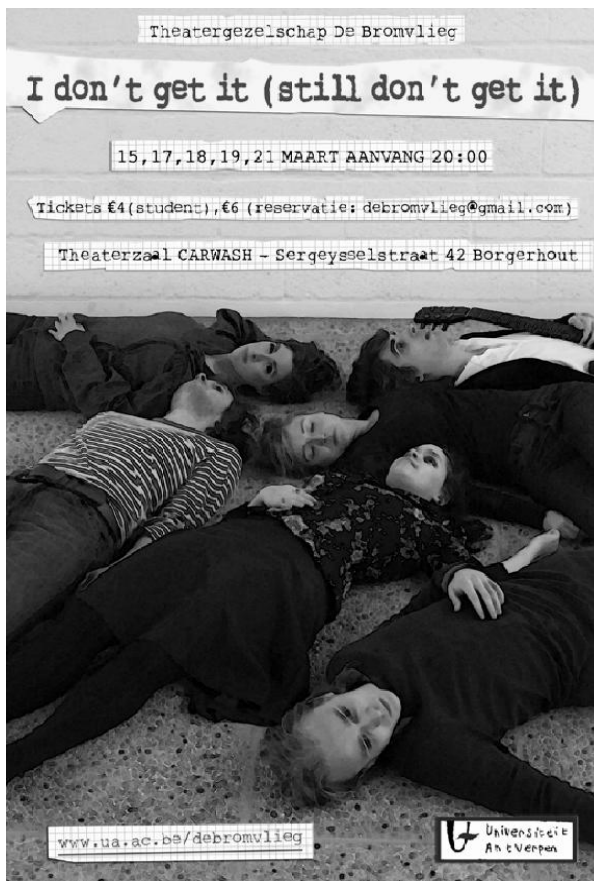 Theatergezelschap De Bromvlieg
I don't get it (still don't get it)
15,17,18,19,21 MAART AANVANG 20:00
Tickets €4(student),€6 (reservatie: debromvlieg@gmail.com)
Theaterzaal CARWASH - Sergeysselstraat 42 Borgerhout
www.ua.ac.be/debromvlieg
Universiteit
Antwerpen